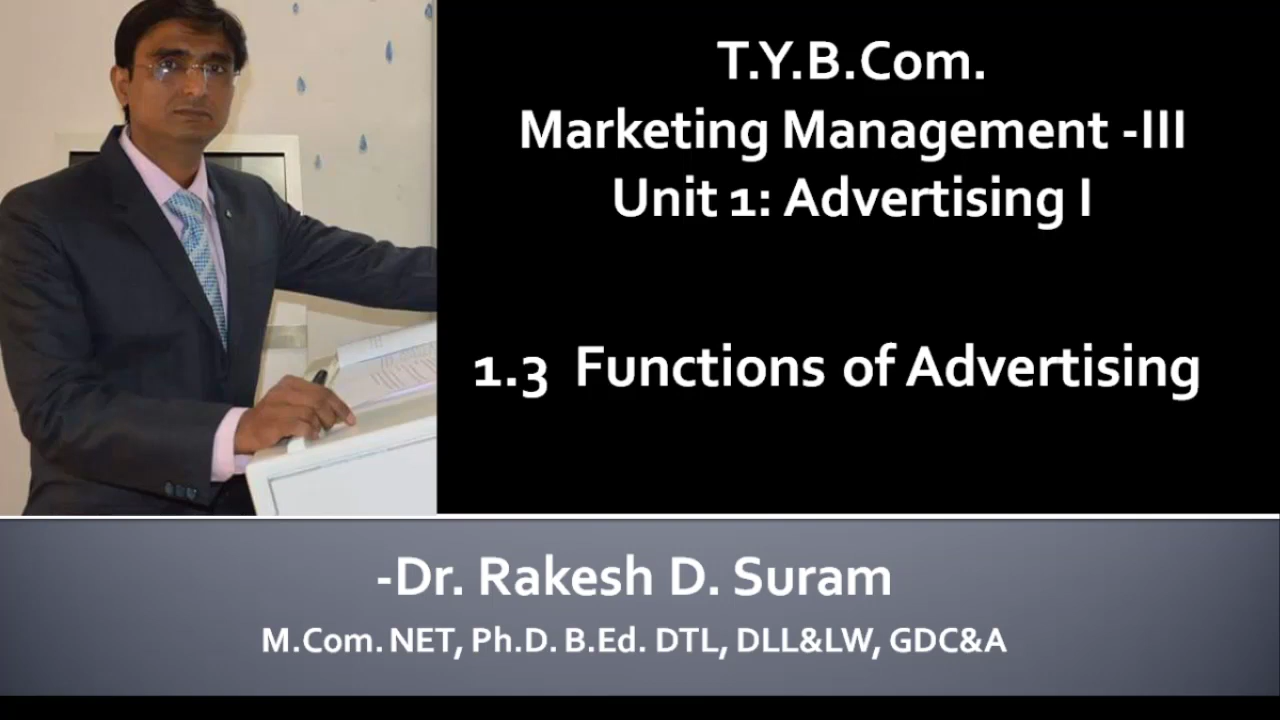 T.Y.B.Com.
Marketing Management -III
Unit 1: Advertising I
1.3 Functions of Advertising
-Dr. Rakesh D. Suram
M.Com. NET, Ph.D. B.Ed. DTL, DLL&LW, GDC&A